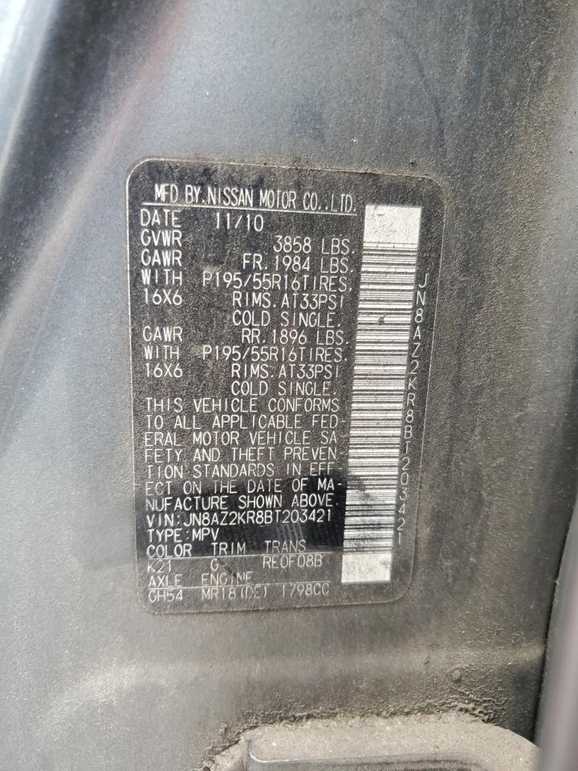 MFD BY.NISSAN MOTOR CO.,LTD.
DATE 11/10
GVWR 3858 LBS.
GAWR FR. 1984 LBS.
WITH P195/55R16TIRES.
16X6 RIMS.AT33PSI
COLD SINGLE.
GAWR RR. 1896 LBS.
WITH P195/55R16TIRES.
16X6 RIMS.AT33PSI
COLD SINGLE.
THIS VEHICLE CONFORMS
TO ALL APPLICABLE FED-
ERAL MOTOR VEHICLE SA
FETY AND THEFT PREVEN-
TION STANDARDS IN EFF-
ECT ON THE DATE OF MA-
NUFACTURE SHOWN ABOVE.
VIN:JN8AZ2KR8BT203421
TYPE:MPV
COLOR TRIM TRANS
K21 G RE0F08B
AXLE ENGINE
GH54 MR18(DE) 1798CC
JN8AZ2KR8BT203421